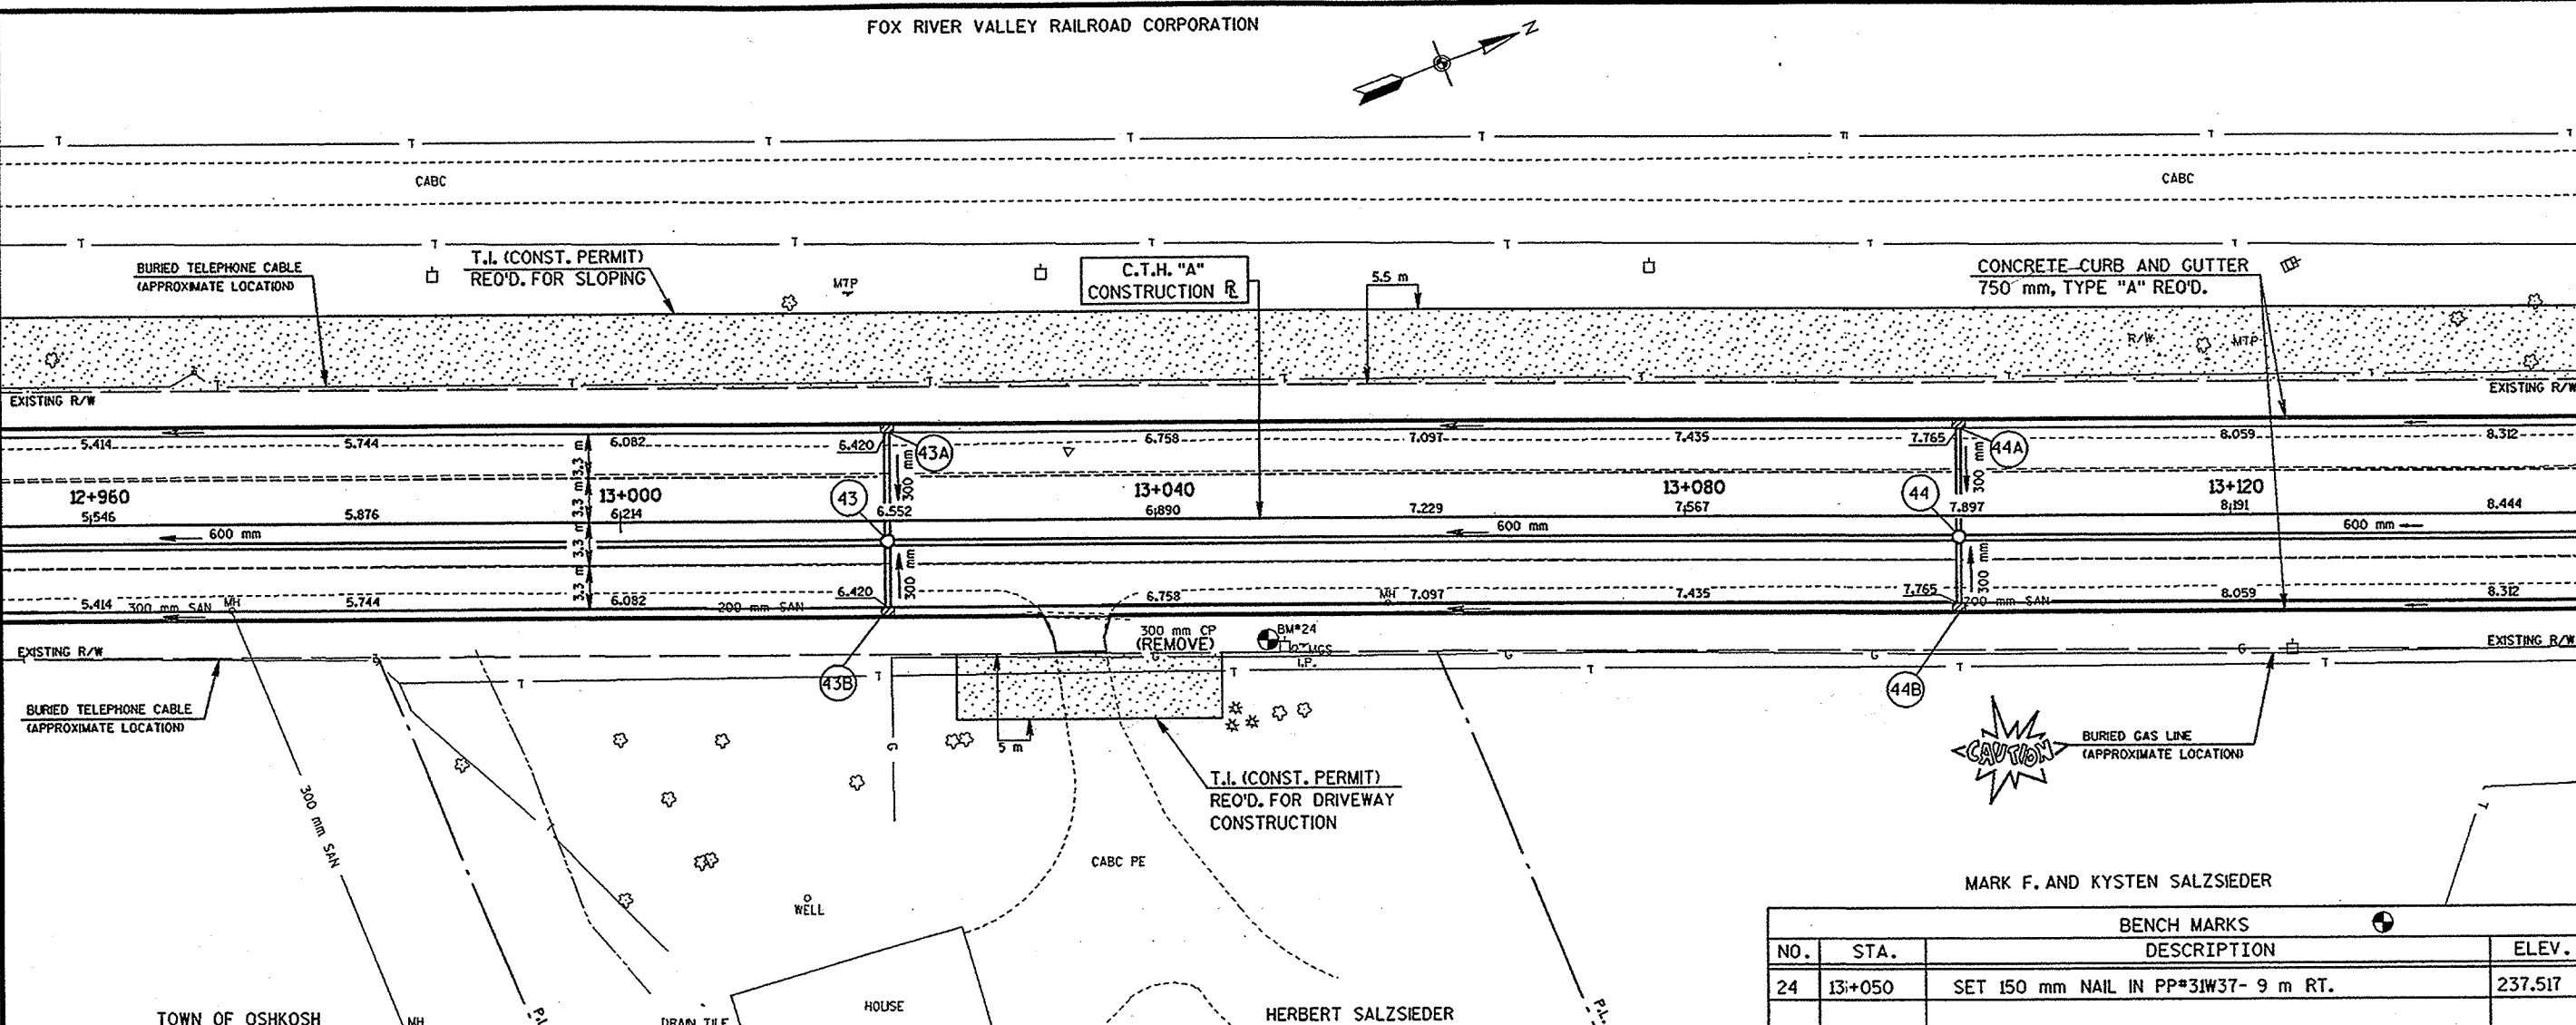 FOX RIVER VALLEY RAILROAD CORPORATION
N
T T T T T T T
CABC CABC
T T T T T T T
BURIED TELEPHONE CABLE
(APPROXIMATE LOCATION)
T.I. (CONST. PERMIT)
REQ'D. FOR SLOPING
MTP
C.T.H. "A"
CONSTRUCTION RL
5.5 m
CONCRETE CURB AND GUTTER
750 mm, TYPE "A" REQ'D.
R/W MTP
EXISTING R/W EXISTING R/W
5.414 5.744 6.082 6.420 43A 6.758 7.097 7.435 7.765 44A 8.059 8.312
3.3 m 3.3 m 3.3 m 3.3 m
300 mm 300 mm
12+960 13+000 43 13+040 13+080 44 13+120
5.546 5.876 6.214 6.552 6.890 7.229 7.567 7.897 8.191 8.444
600 mm 600 mm 600 mm
300 mm 300 mm
5.414 300 mm SAN MH 5.744 6.082 200 mm SAN 6.420 6.758 MH 7.097 7.435 7.765 200 mm SAN 8.059 8.312
300 mm CP
(REMOVE)
BM#24
MGS
I.P.
EXISTING R/W G G G EXISTING R/W
T T T T T T
43B 44B
BURIED TELEPHONE CABLE
(APPROXIMATE LOCATION)
G
5 m
CAUTION
BURIED GAS LINE
(APPROXIMATE LOCATION)
T.I. (CONST. PERMIT)
REQ'D. FOR DRIVEWAY
CONSTRUCTION
300 mm SAN
T
CABC PE
WELL
MARK F. AND KYSTEN SALZSIEDER
BENCH MARKS
NO. STA. DESCRIPTION ELEV.
24 13+050 SET 150 mm NAIL IN PP#31W37- 9 m RT. 237.517
TOWN OF OSHKOSH
MH
P.L.
DRAIN TILE
HOUSE
HERBERT SALZSIEDER
P.L.